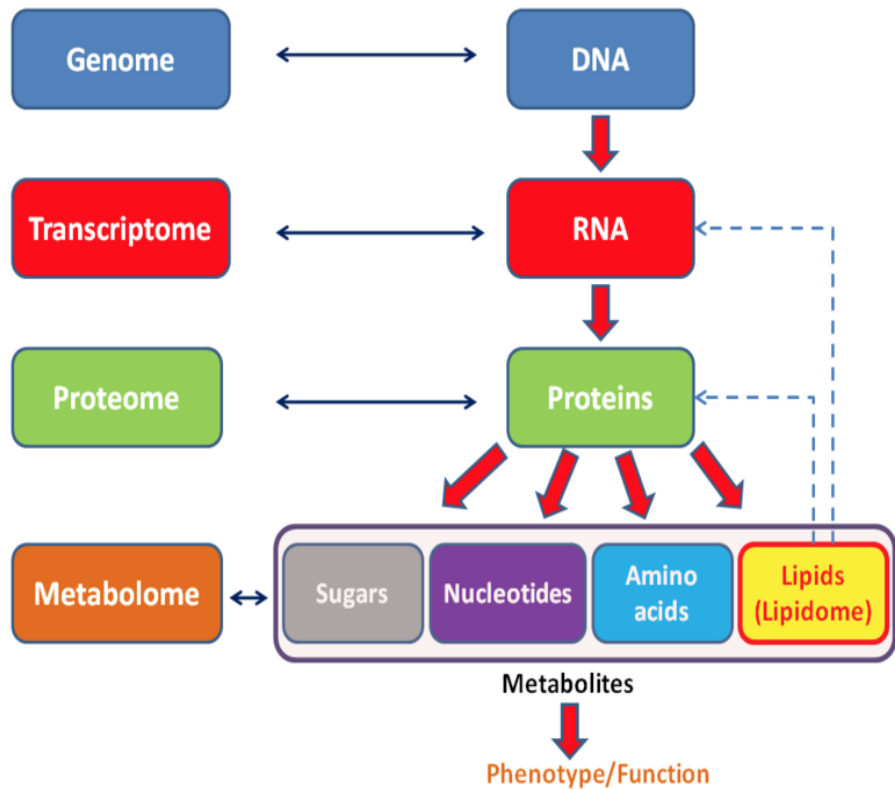 Genome
DNA
Transcriptome
RNA
Proteome
Proteins
Metabolome
Sugars
Nucleotides
Amino
acids
Lipids
(Lipidome)
Metabolites
Phenotype/Function